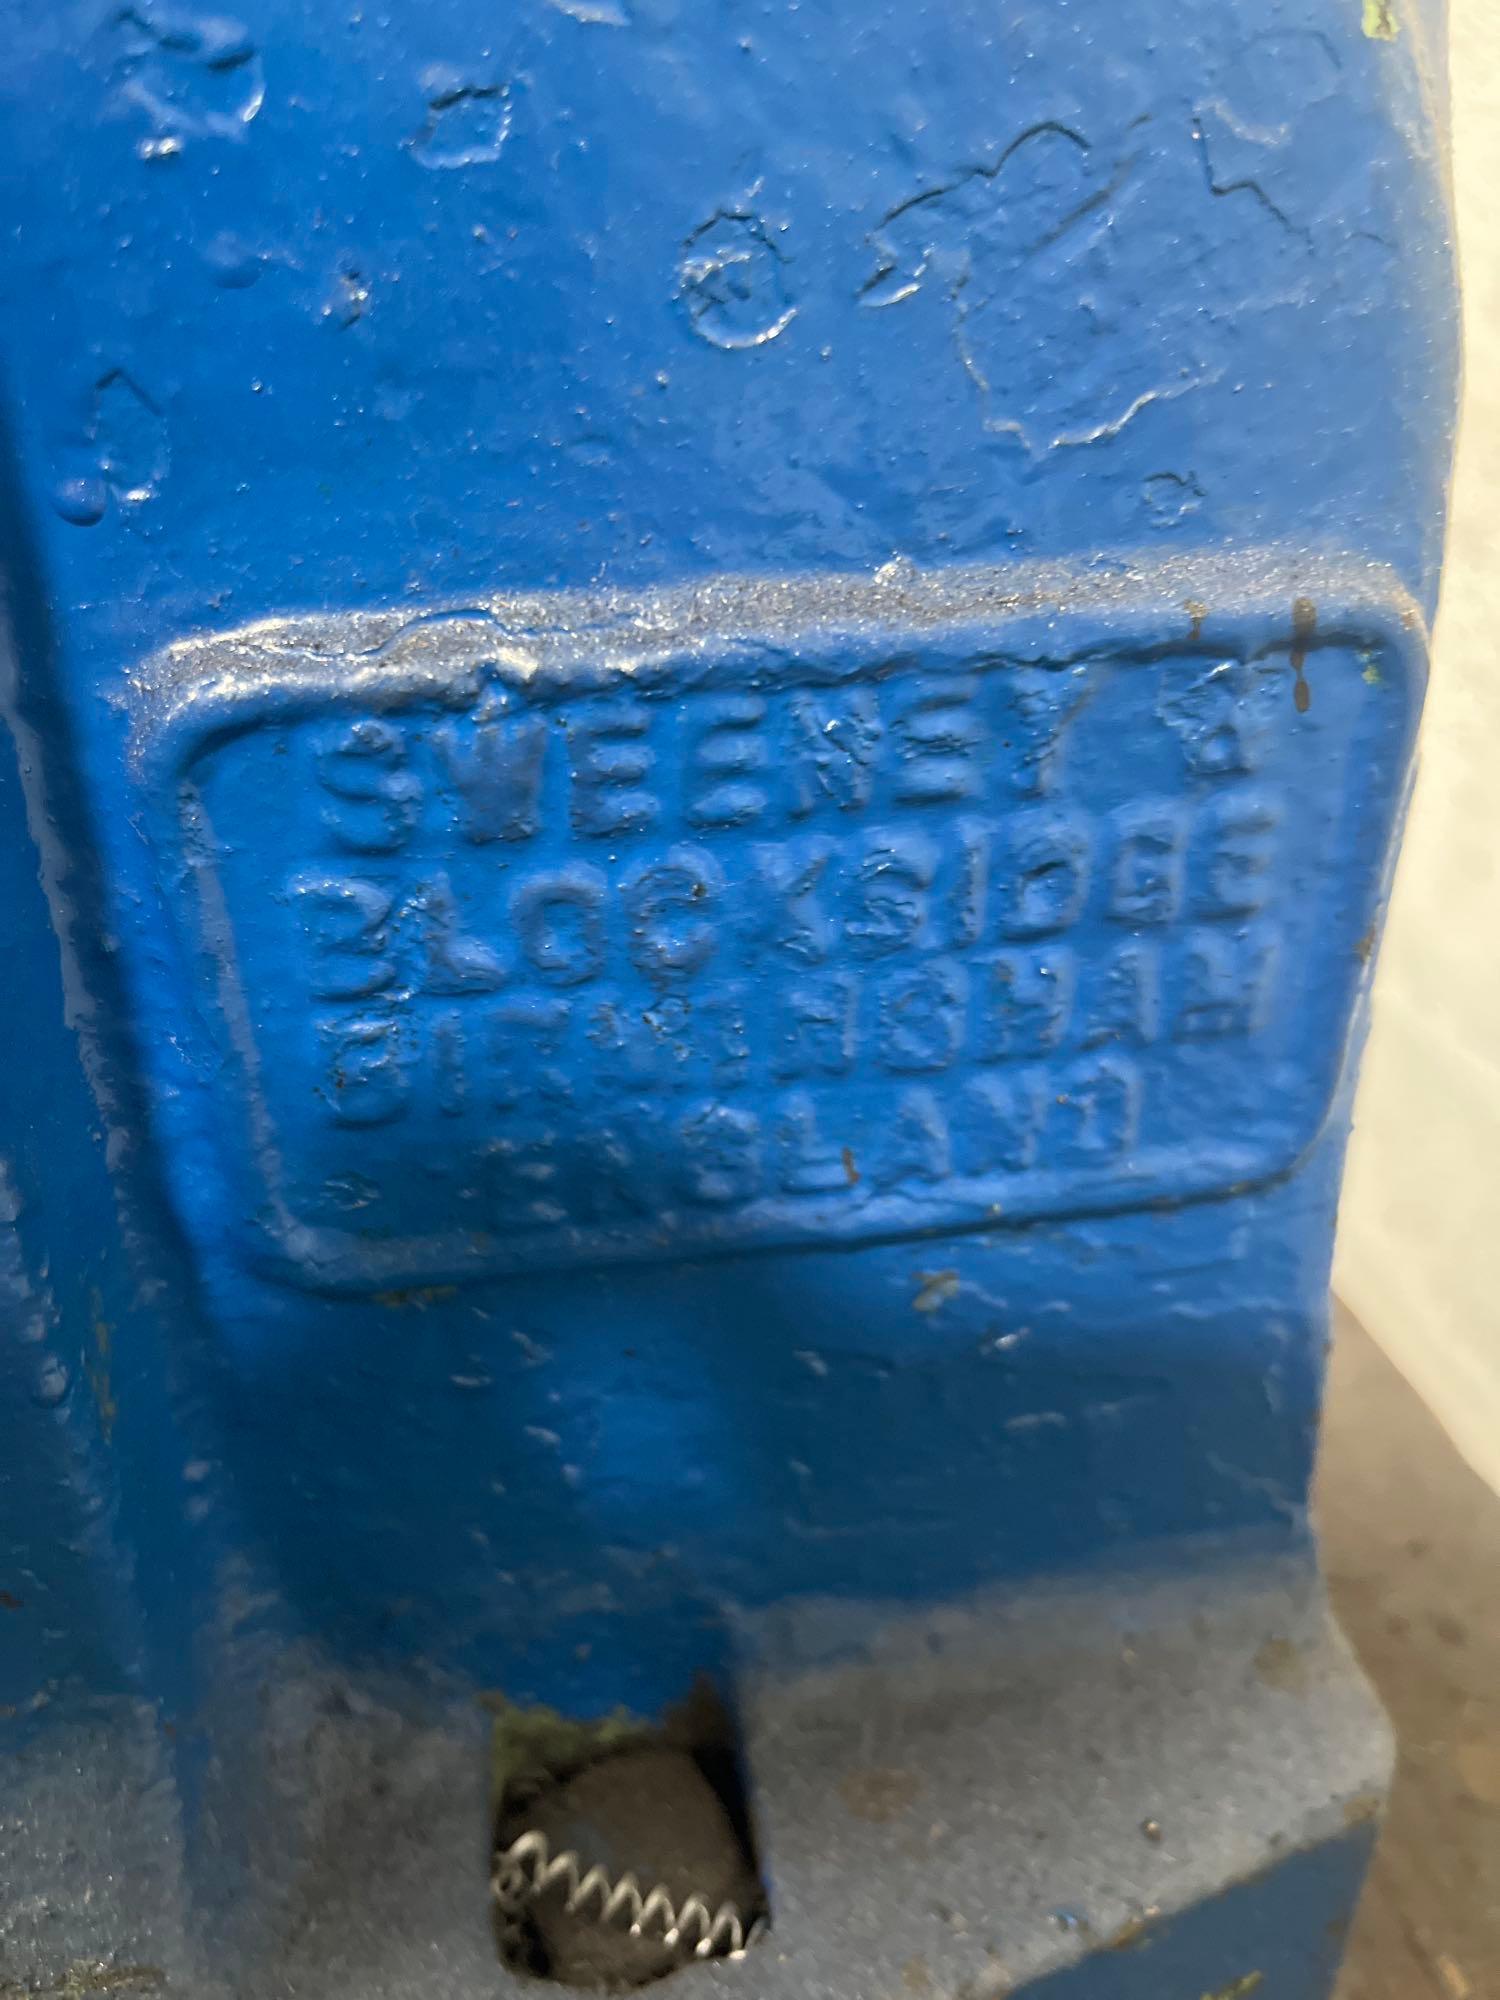 SWEENEY &
BLOCKSIDGE
BIRMINGHAM
ENGLAND